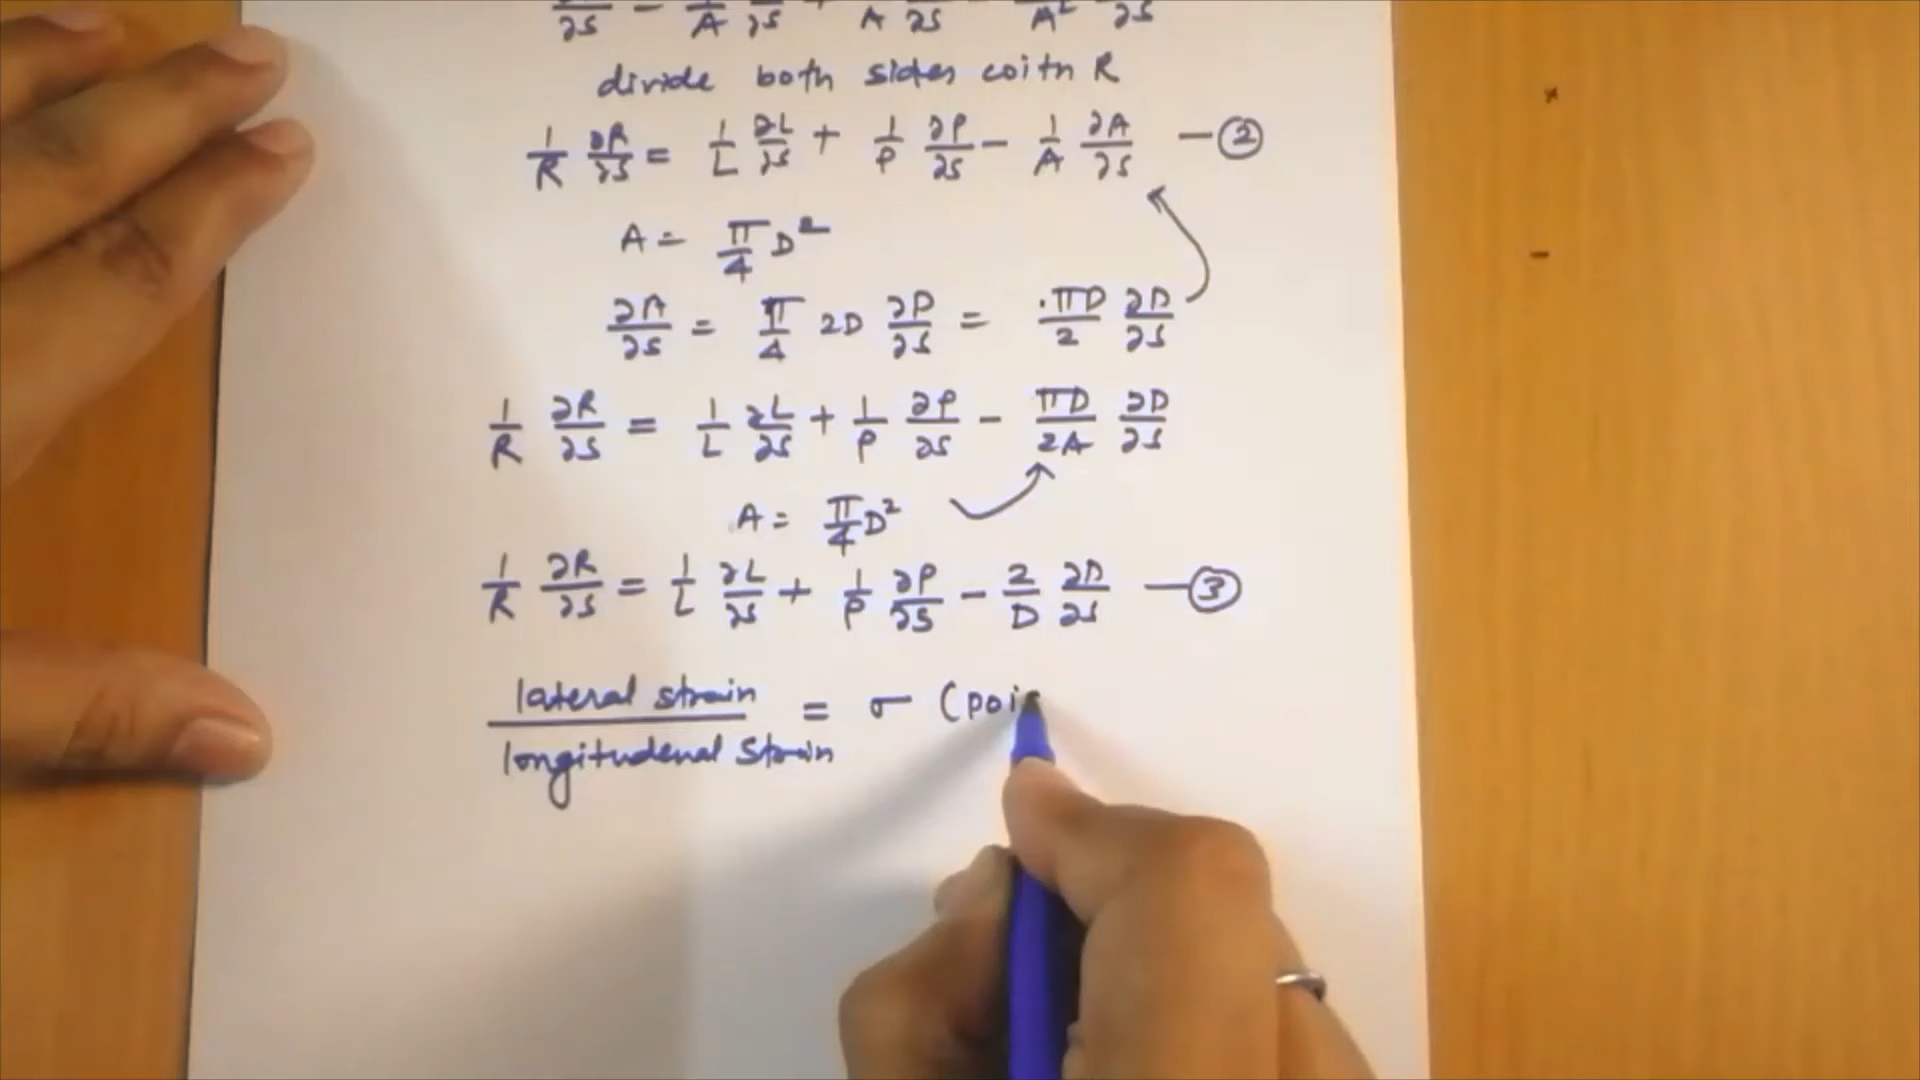 ∂S - A ∂S + A ∂S - A² ∂S
divide both sides with R
1/R ∂R/∂S = 1/L ∂L/∂S + 1/ρ ∂ρ/∂S - 1/A ∂A/∂S — ②
A = π/4 D²
∂A/∂S = π/4 2D ∂D/∂S = πD/2 ∂D/∂S
1/R ∂R/∂S = 1/L ∂L/∂S + 1/ρ ∂ρ/∂S - πD/2A ∂D/∂S
A = π/4 D²
1/R ∂R/∂S = 1/L ∂L/∂S + 1/ρ ∂ρ/∂S - 2/D ∂D/∂S — ③
lateral strain
= σ (poi
longitudenal strain